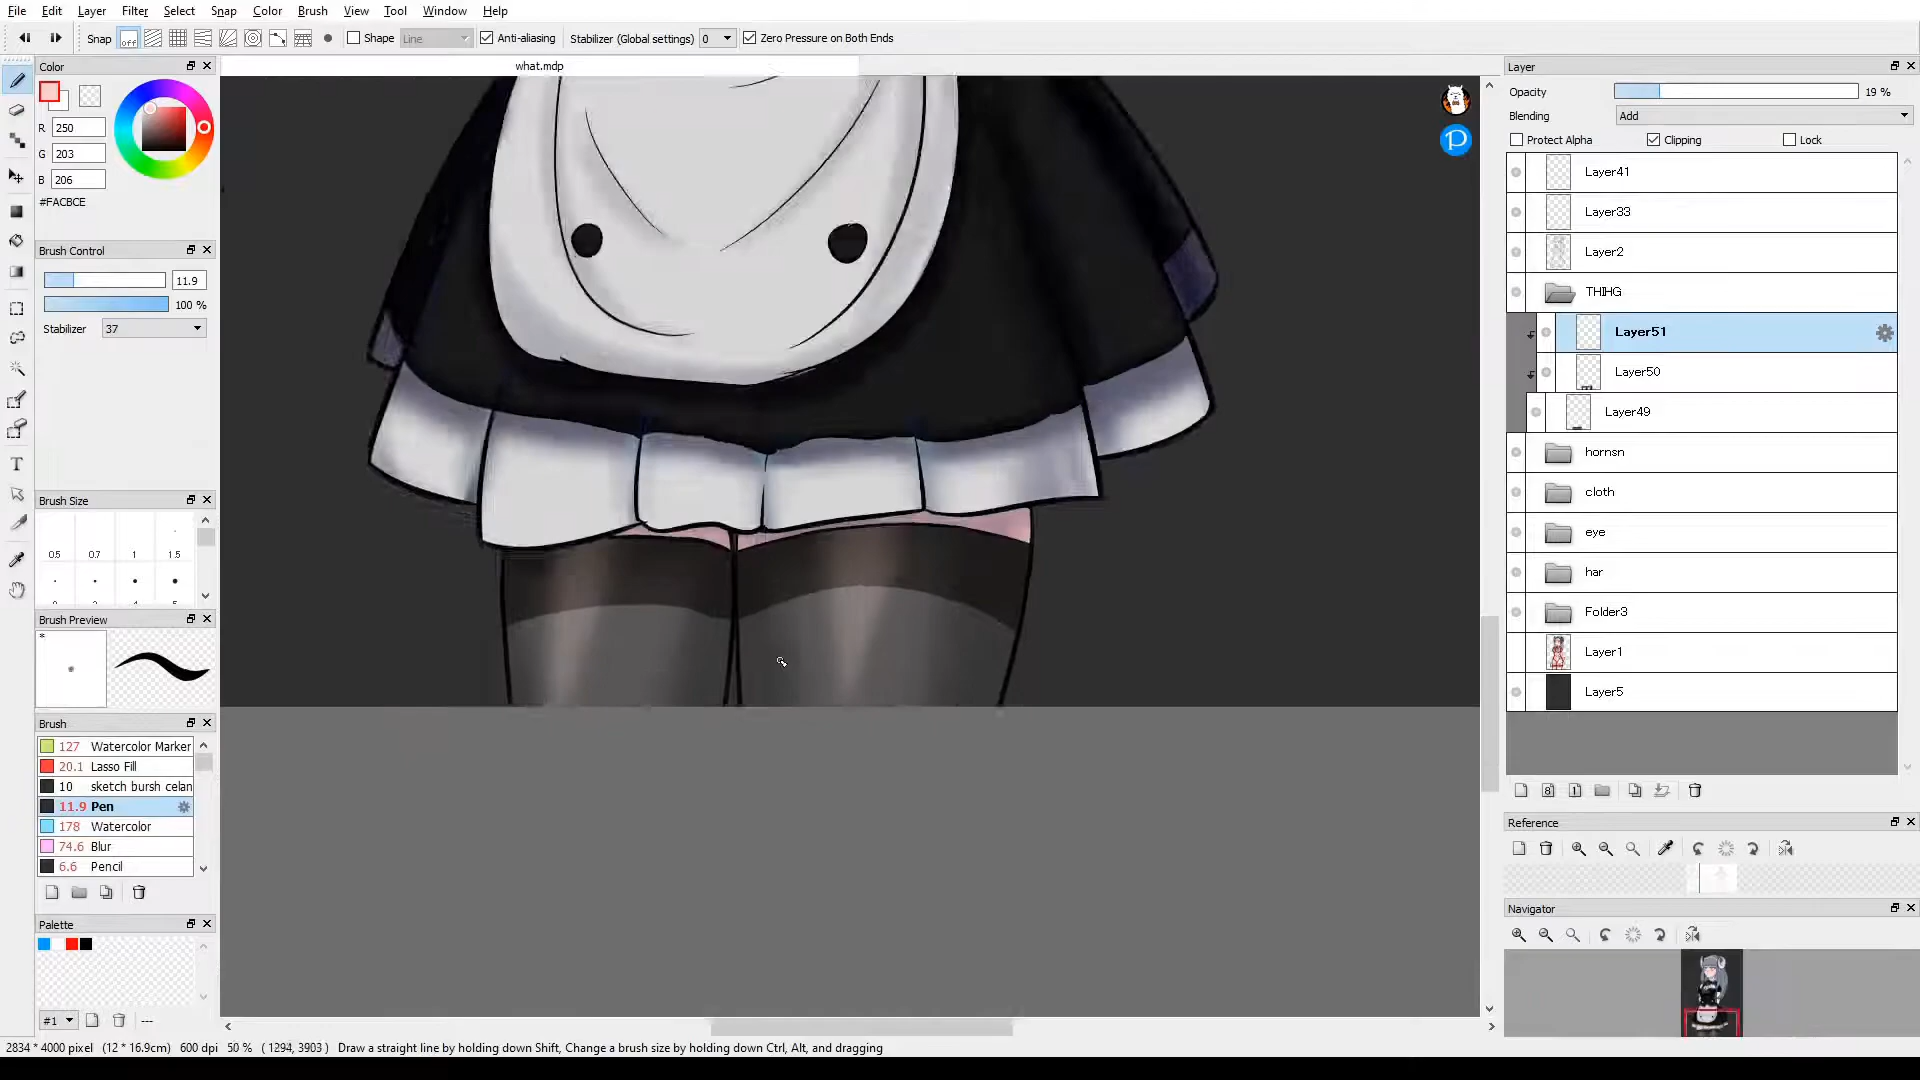 File Edit Layer Filter Select Snap Color Brush View Tool Window Help
Snap off Shape Line Anti-aliasing Stabilizer (Global settings) 0 Zero Pressure on Both Ends
Color
what.mdp
Layer
R 250
G 203
B 206
#FACBCE
Opacity 19 %
Blending Add
Protect Alpha Clipping Lock
Layer41
Layer33
Layer2
THIHG
Layer51
Layer50
Layer49
hornsn
cloth
eye
har
Folder3
Layer1
Layer5
Brush Control
11.9
100 %
Stabilizer 37
Brush Size
0.5 0.7 1 1.5
Brush Preview
*
Brush
127 Watercolor Marker
20.1 Lasso Fill
10 sketch bursh celan
11.9 Pen
178 Watercolor
74.6 Blur
6.6 Pencil
Palette
#1
---
Reference
Navigator
2834 * 4000 pixel (12 * 16.9cm) 600 dpi 50 % ( 1294, 3903 ) Draw a straight line by holding down Shift, Change a brush size by holding down Ctrl, Alt, and dragging